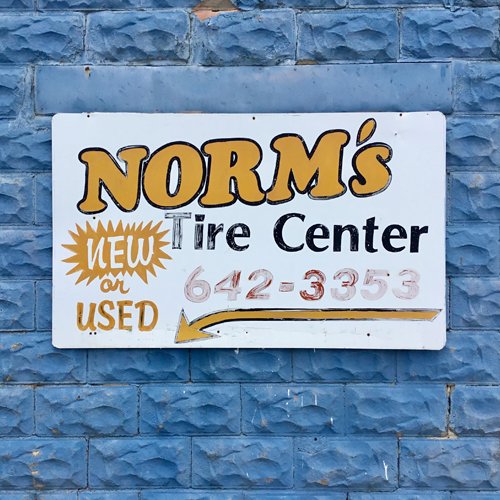 NORM's
Tire Center
NEW
or
USED
642-3353